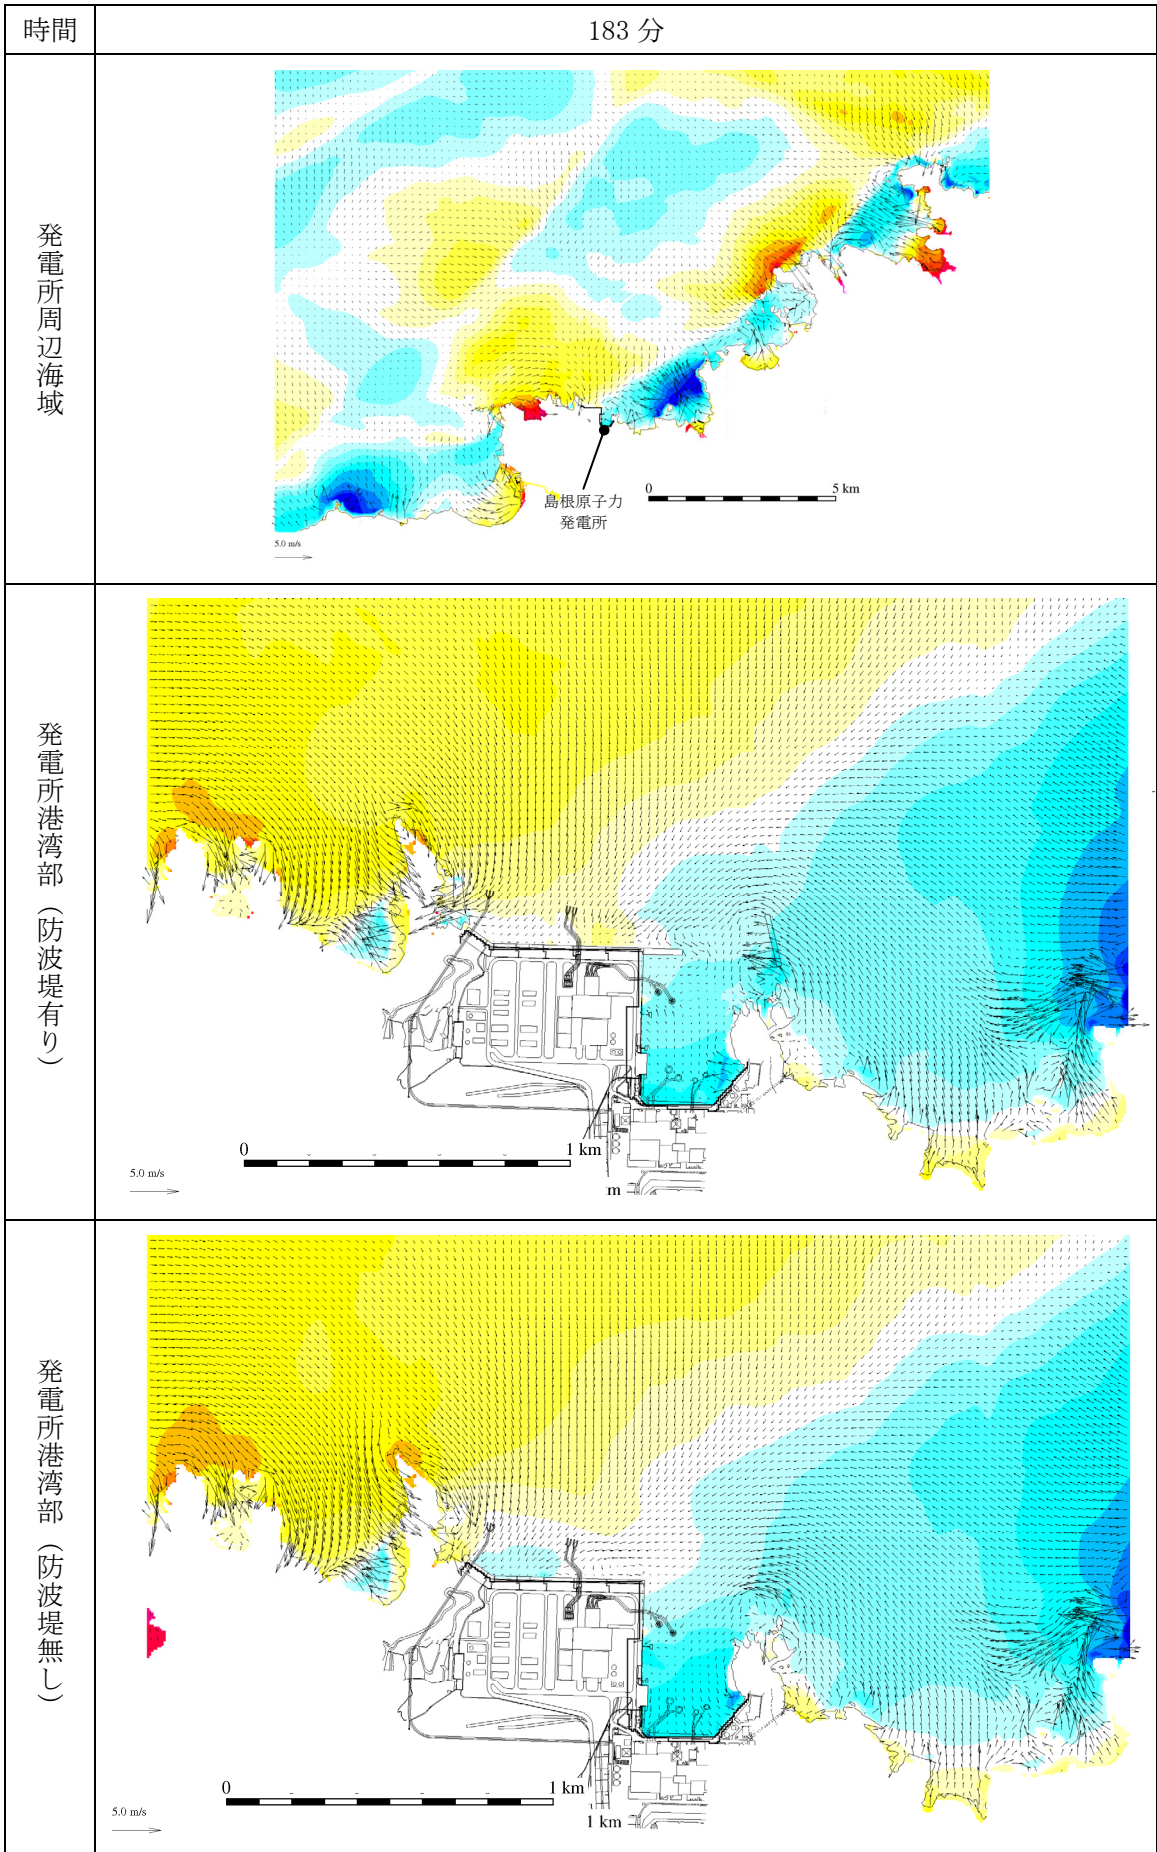 時間
183 分
発電所周辺海域
島根原子力
発電所
0
5 km
5.0 m/s
発電所港湾部（防波堤有り）
0
1 km
5.0 m/s
m
発電所港湾部（防波堤無し）
0
1 km
5.0 m/s
1 km